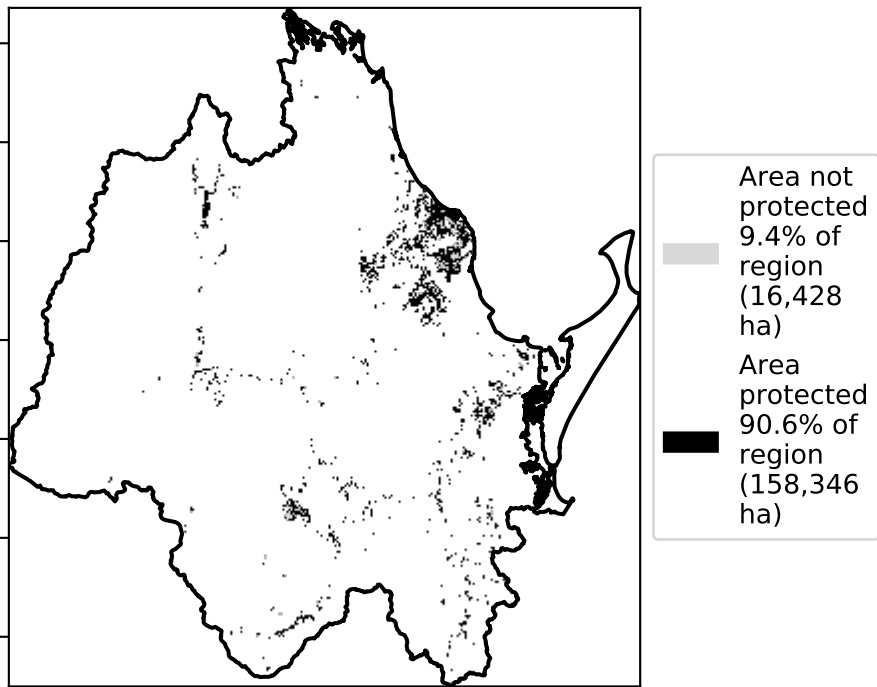 Area not
protected
9.4% of
region
(16,428
ha)
Area
protected
90.6% of
region
(158,346
ha)